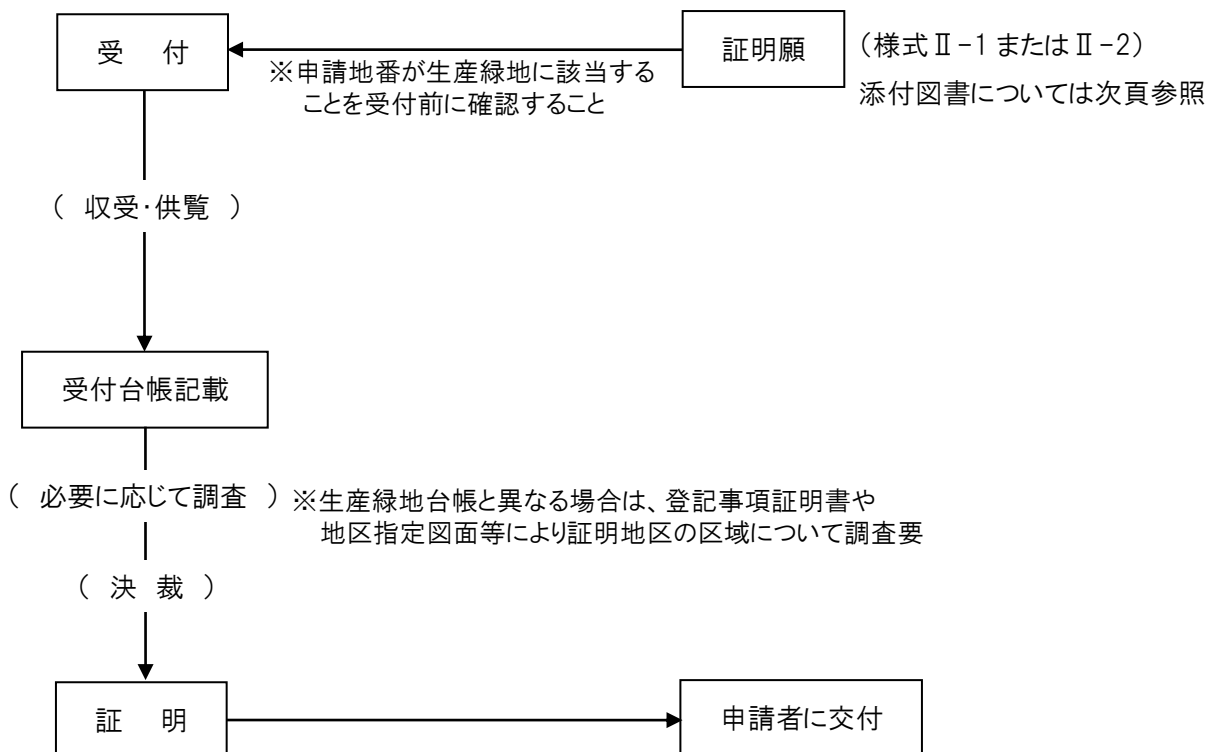 受　付
証明願
（様式Ⅱ-1またはⅡ-2）
※申請地番が生産緑地に該当する
ことを受付前に確認すること
添付図書については次頁参照
（　収受・供覧　）
受付台帳記載
（　必要に応じて調査　）
※生産緑地台帳と異なる場合は、登記事項証明書や
地区指定図面等により証明地区の区域について調査要
（　決　裁　）
証　明
申請者に交付